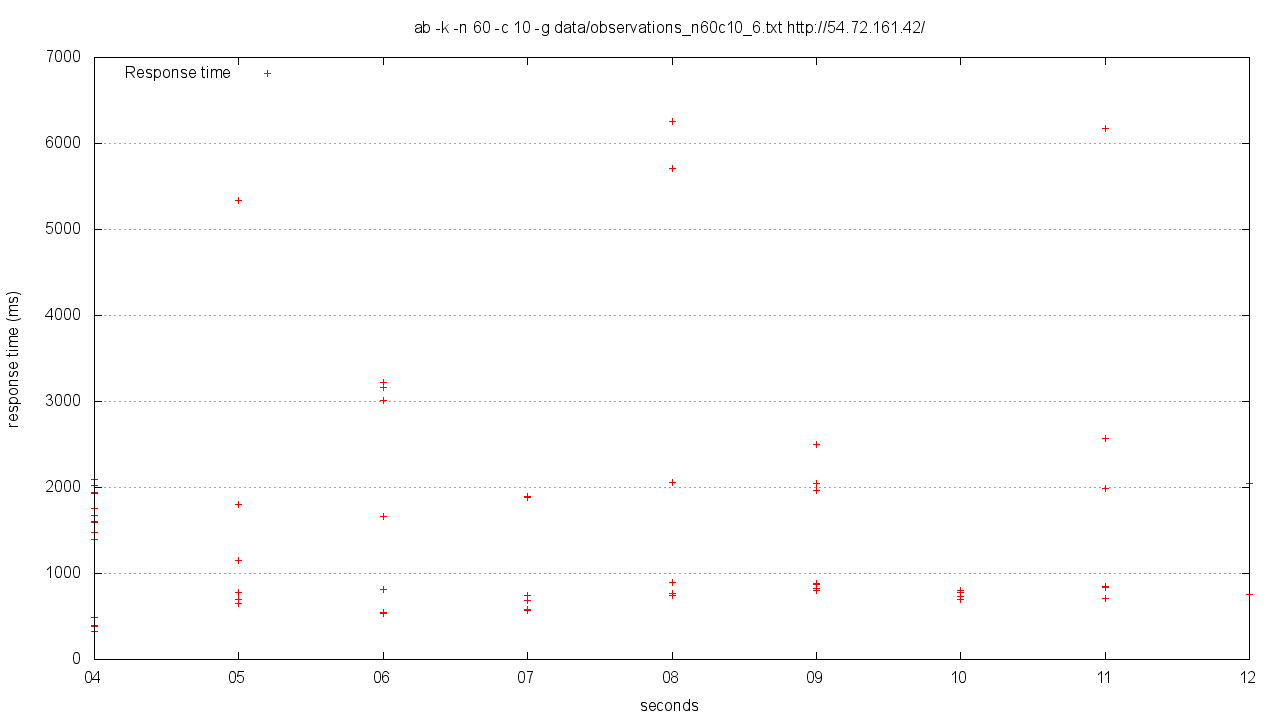 ab -k -n 60 -c 10 -g data/observations_n60c10_6.txt http://54.72.161.42/
Response time
7000
6000
5000
4000
3000
2000
1000
0
response time (ms)
04 05 06 07 08 09 10 11 12
seconds